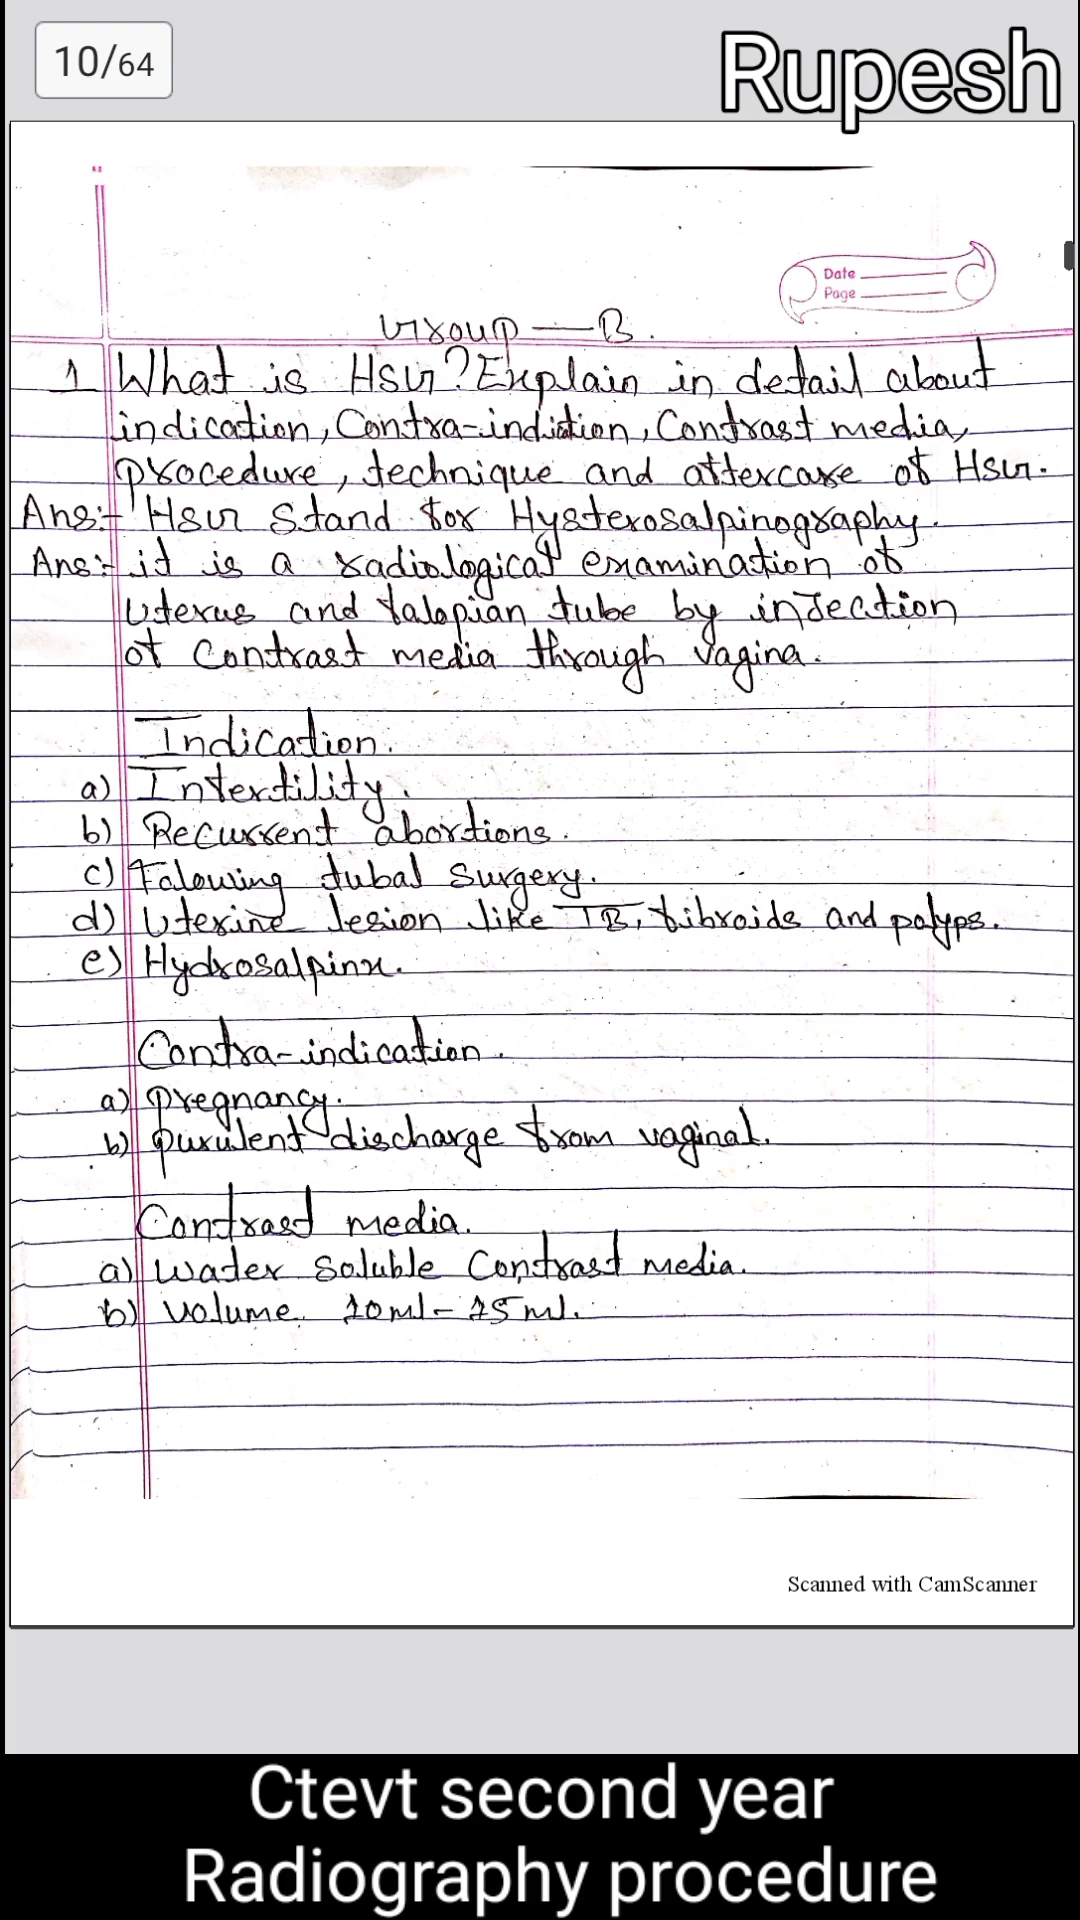 10/64
Rupesh
Date
Page
Group — B.
1 What is HSG? Explain in detail about
indication, Contra-indiation, Contrast media,
procedure, technique and aftercare of HSG.
Ans:- HSG Stand for Hysterosalpinography.
Ans:- it is a radiological examination of
Uterus and falopian tube by injection
of Contrast media through vagina.
Indication.
a) Infertility.
b) Recurrent abortions.
c) Folowing tubal surgery.
d) Uterine lesion like TB, fibroids and polyps.
e) Hydrosalpinx.
Contra-indication.
a) pregnancy.
b) purulent discharge from vaginal.
Contrast media.
a) Water soluble Contrast media.
b) volume 10ml - 15ml.
Scanned with CamScanner
Ctevt second year
Radiography procedure